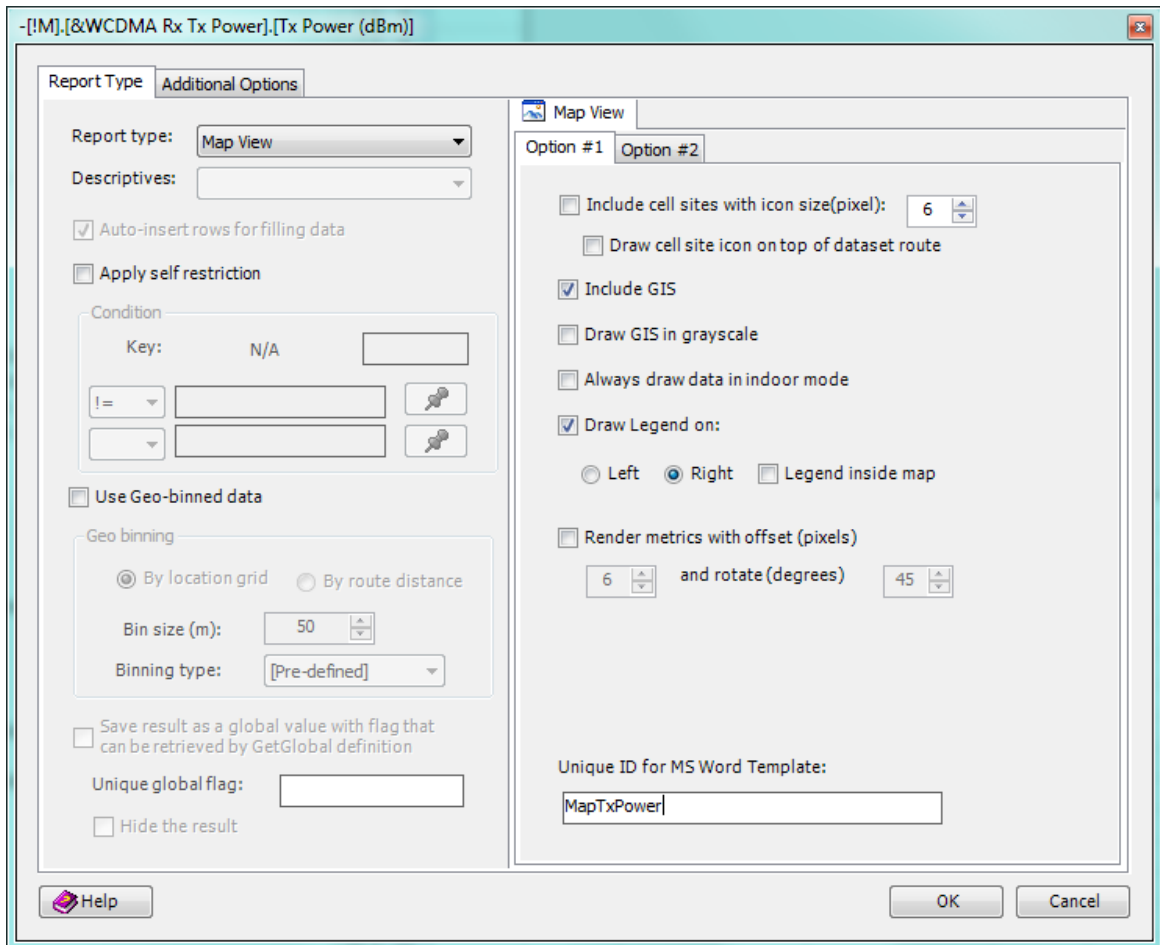 -[!M].[&WCDMA Rx Tx Power].[Tx Power (dBm)]
Report Type
Additional Options
Report type:
Map View
Descriptives:
Auto-insert rows for filling data
Apply self restriction
Condition
Key:
N/A
!=
Use Geo-binned data
Geo binning
By location grid
By route distance
Bin size (m):
50
Binning type:
[Pre-defined]
Save result as a global value with flag that
can be retrieved by GetGlobal definition
Unique global flag:
Hide the result
Map View
Option #1
Option #2
Include cell sites with icon size(pixel):
6
Draw cell site icon on top of dataset route
Include GIS
Draw GIS in grayscale
Always draw data in indoor mode
Draw Legend on:
Left
Right
Legend inside map
Render metrics with offset (pixels)
6
and rotate (degrees)
45
Unique ID for MS Word Template:
MapTxPower
Help
OK
Cancel